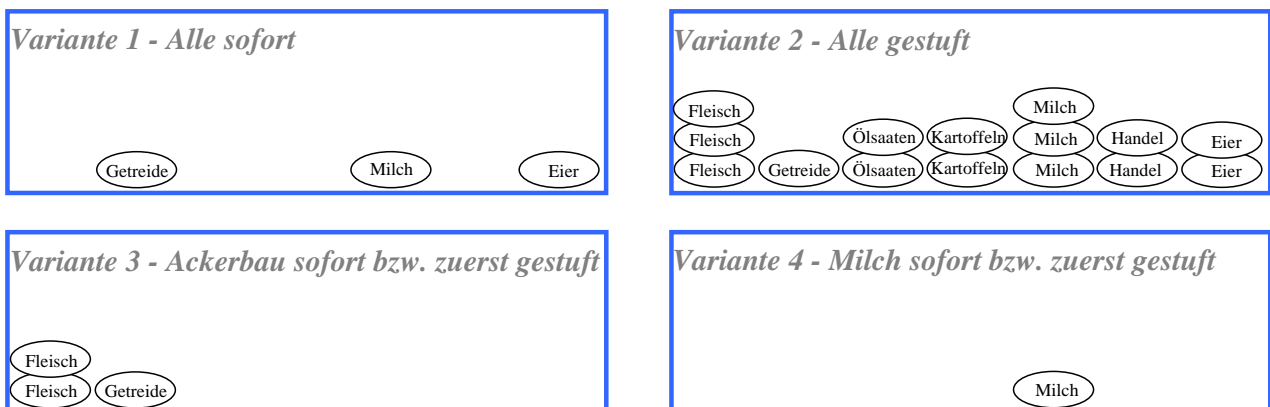 Variante 1 - Alle sofort
Getreide Milch Eier
Variante 2 - Alle gestuft
Fleisch Milch
Fleisch Ölsaaten Kartoffeln Milch Handel Eier
Fleisch Getreide Ölsaaten Kartoffeln Milch Handel Eier
Variante 3 - Ackerbau sofort bzw. zuerst gestuft
Fleisch
Fleisch Getreide
Variante 4 - Milch sofort bzw. zuerst gestuft
Milch